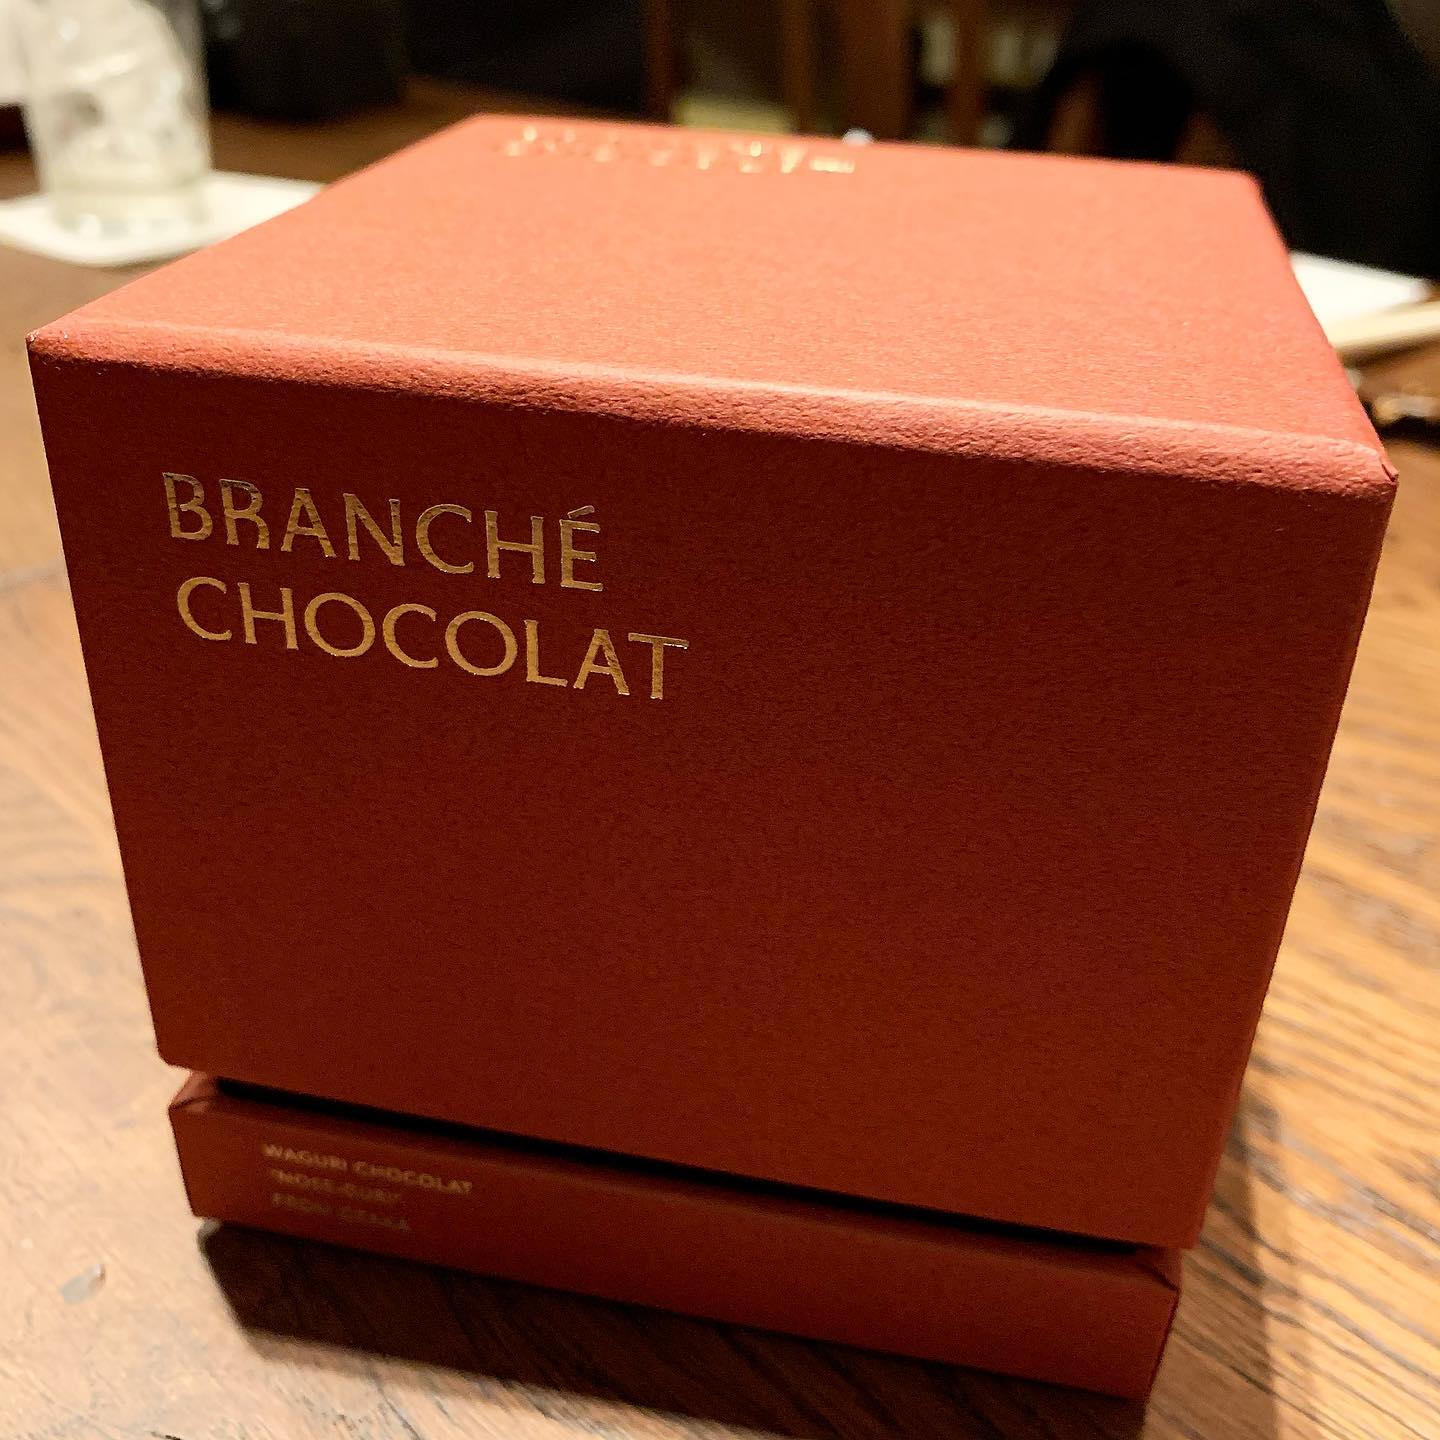 BRANCHÉ
CHOCOLAT
WAGURI CHOCOLAT
FROM OSAKA